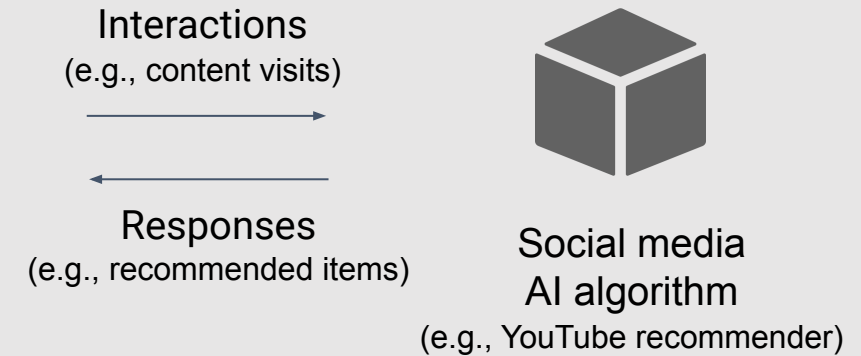 Interactions
(e.g., content visits)
Responses
(e.g., recommended items)
Social media
AI algorithm
(e.g., YouTube recommender)